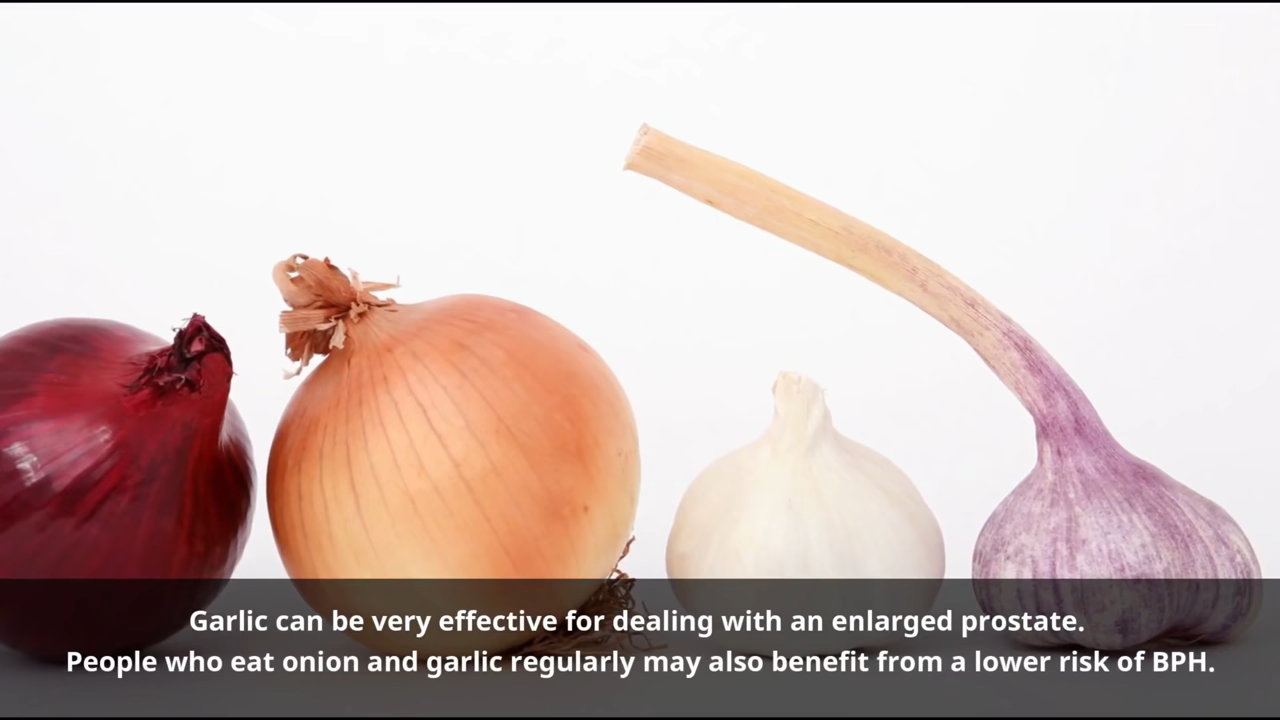 Garlic can be very effective for dealing with an enlarged prostate.
People who eat onion and garlic regularly may also benefit from a lower risk of BPH.